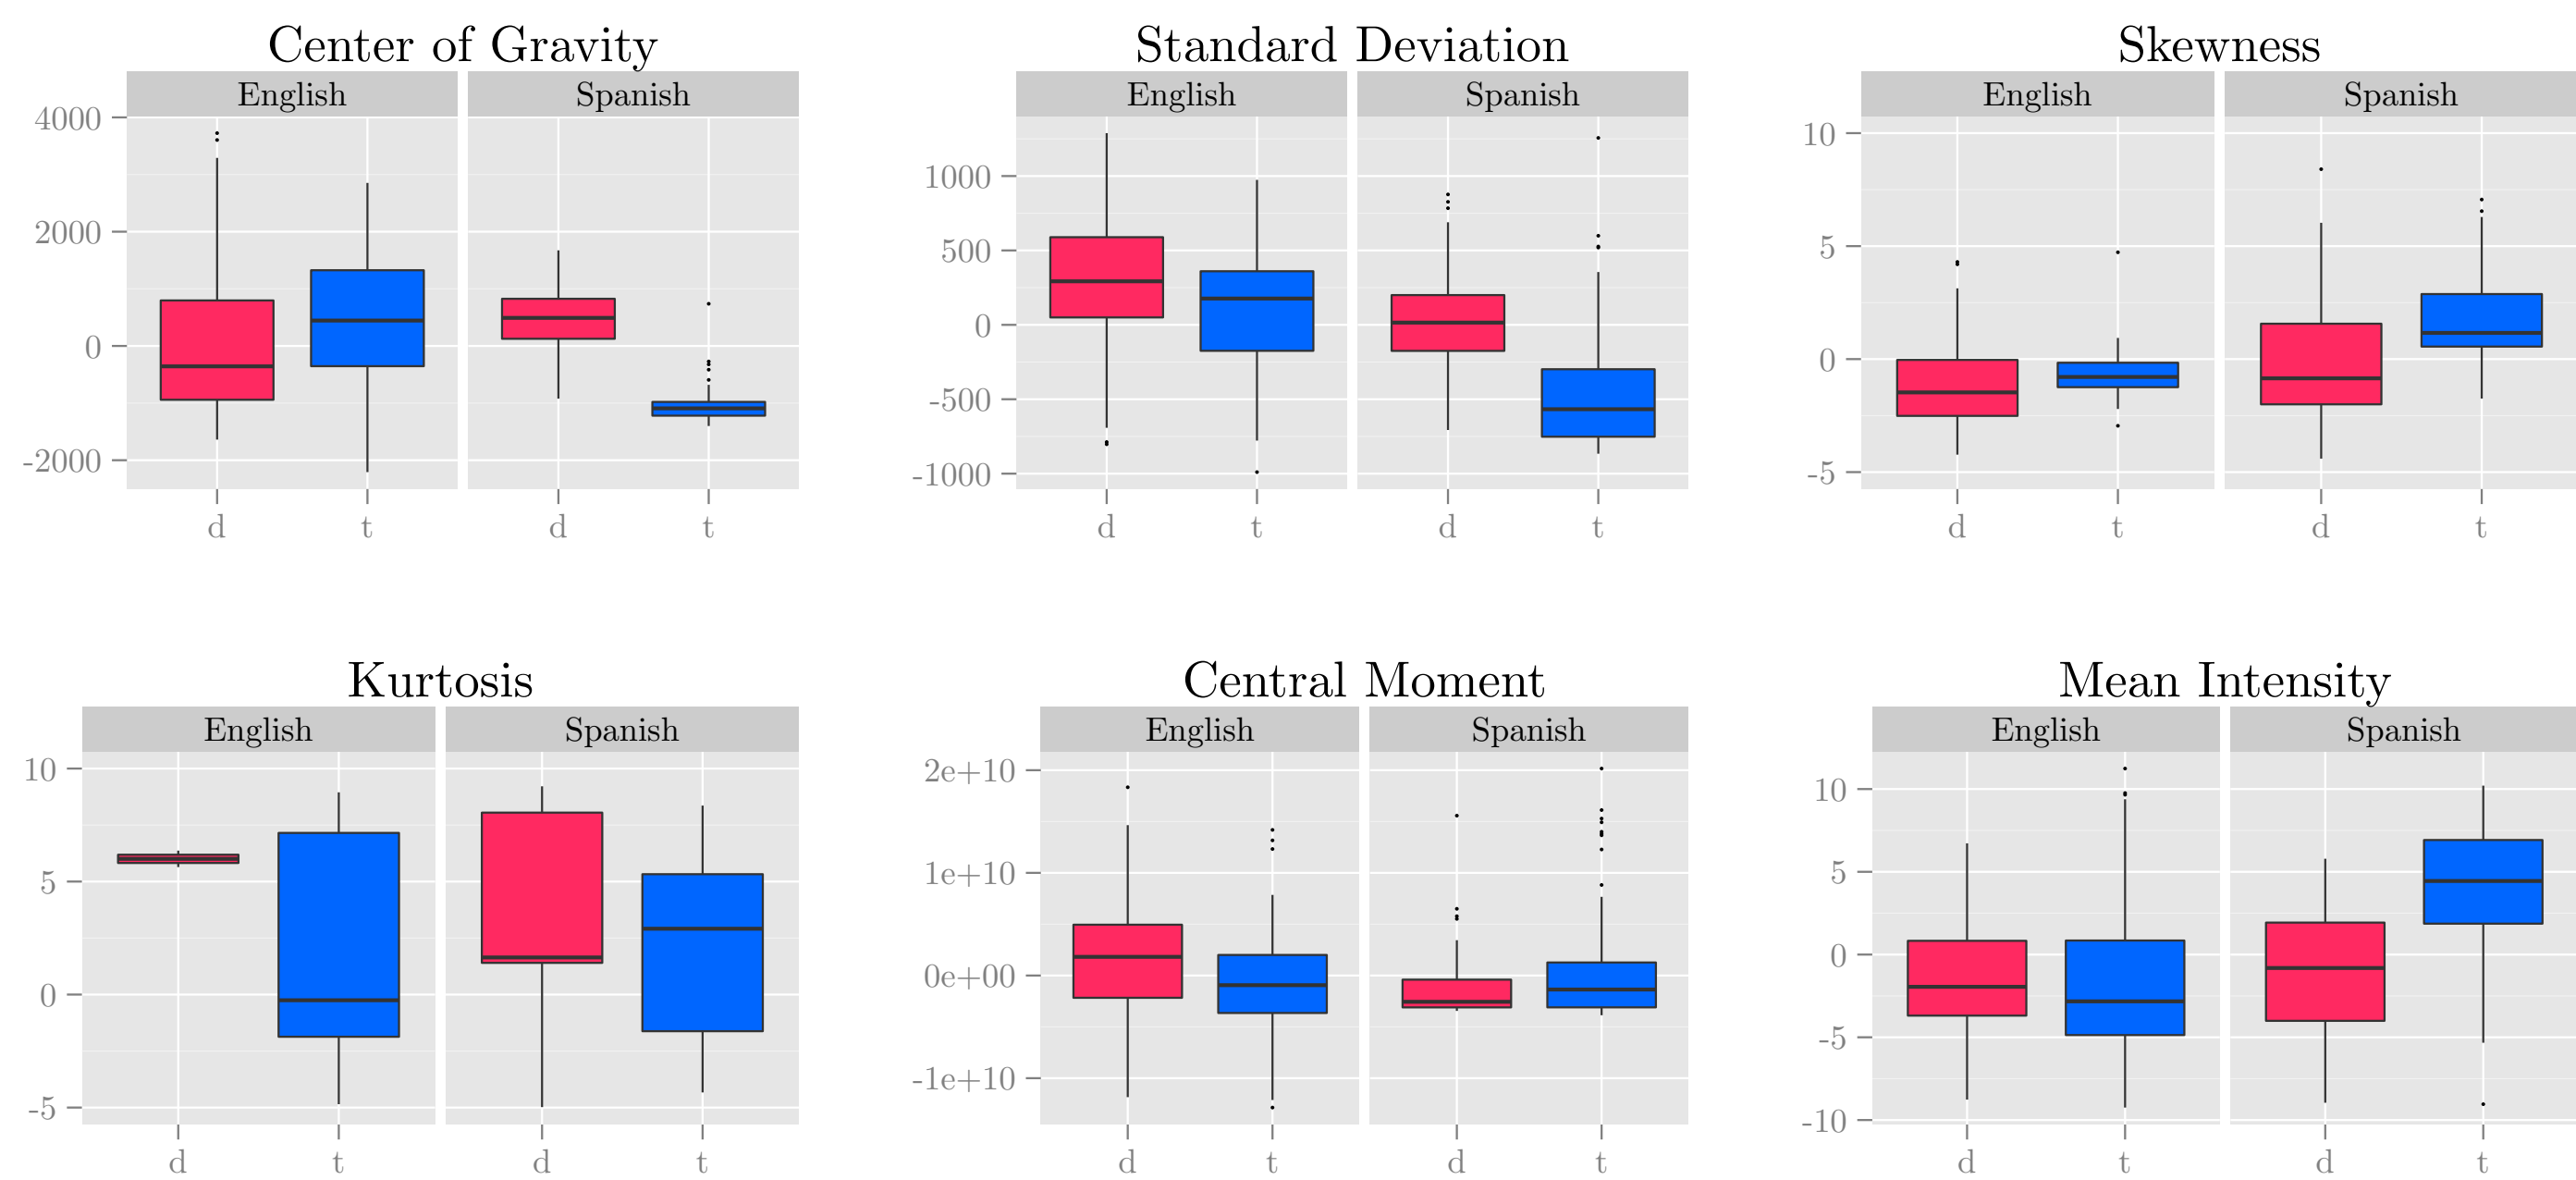 Center of Gravity
English Spanish
4000
2000
0
-2000
d t d t
Standard Deviation
English Spanish
1000
500
0
-500
-1000
d t d t
Skewness
English Spanish
10
5
0
-5
d t d t
Kurtosis
English Spanish
10
5
0
-5
d t d t
Central Moment
English Spanish
2e+10
1e+10
0e+00
-1e+10
d t d t
Mean Intensity
English Spanish
10
5
0
-5
-10
d t d t